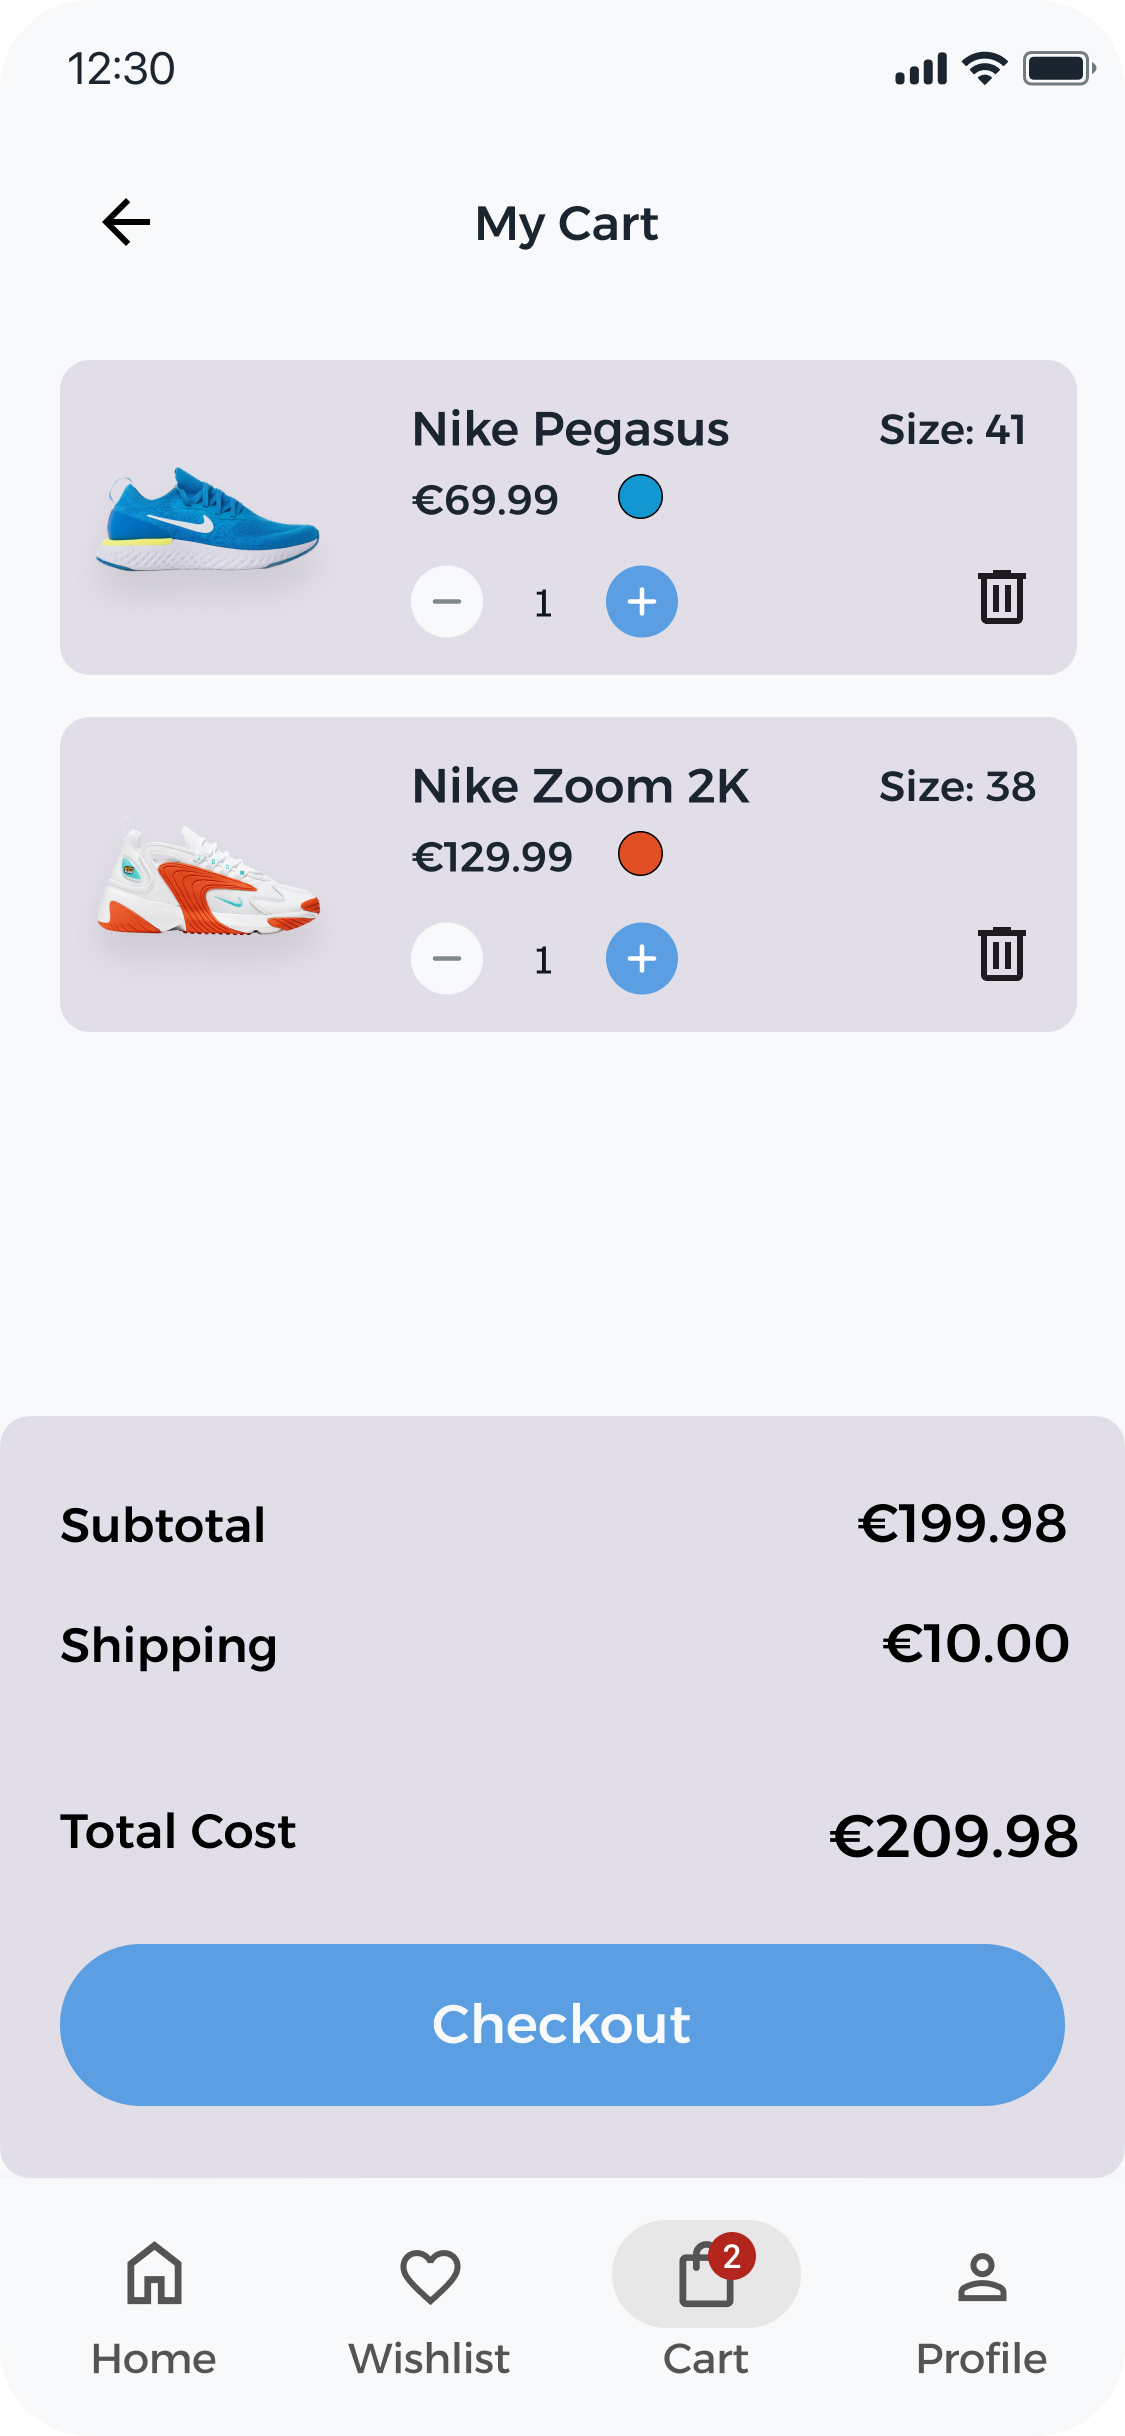 12:30
My Cart
Nike Pegasus
Size: 41
€69.99
1
Nike Zoom 2K
Size: 38
€129.99
1
Subtotal
€199.98
Shipping
€10.00
Total Cost
€209.98
Checkout
2
Home
Wishlist
Cart
Profile